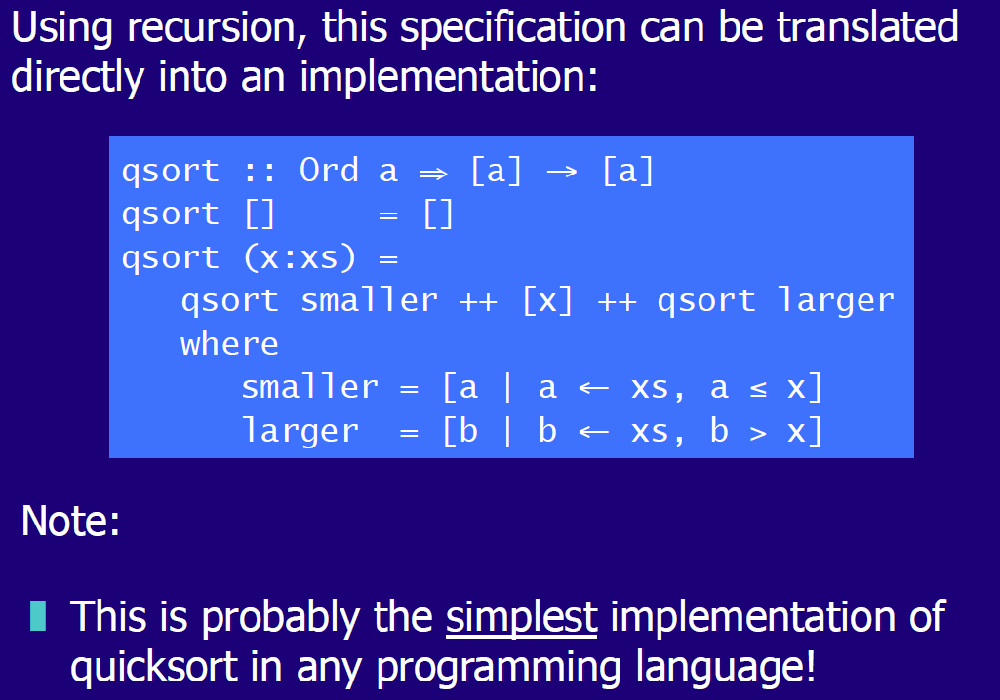 Using recursion, this specification can be translated
directly into an implementation:
qsort :: Ord a ⇒ [a] → [a]
qsort []     = []
qsort (x:xs) =
   qsort smaller ++ [x] ++ qsort larger
   where
      smaller = [a | a ← xs, a ≤ x]
      larger  = [b | b ← xs, b > x]
Note:
This is probably the simplest implementation of
quicksort in any programming language!